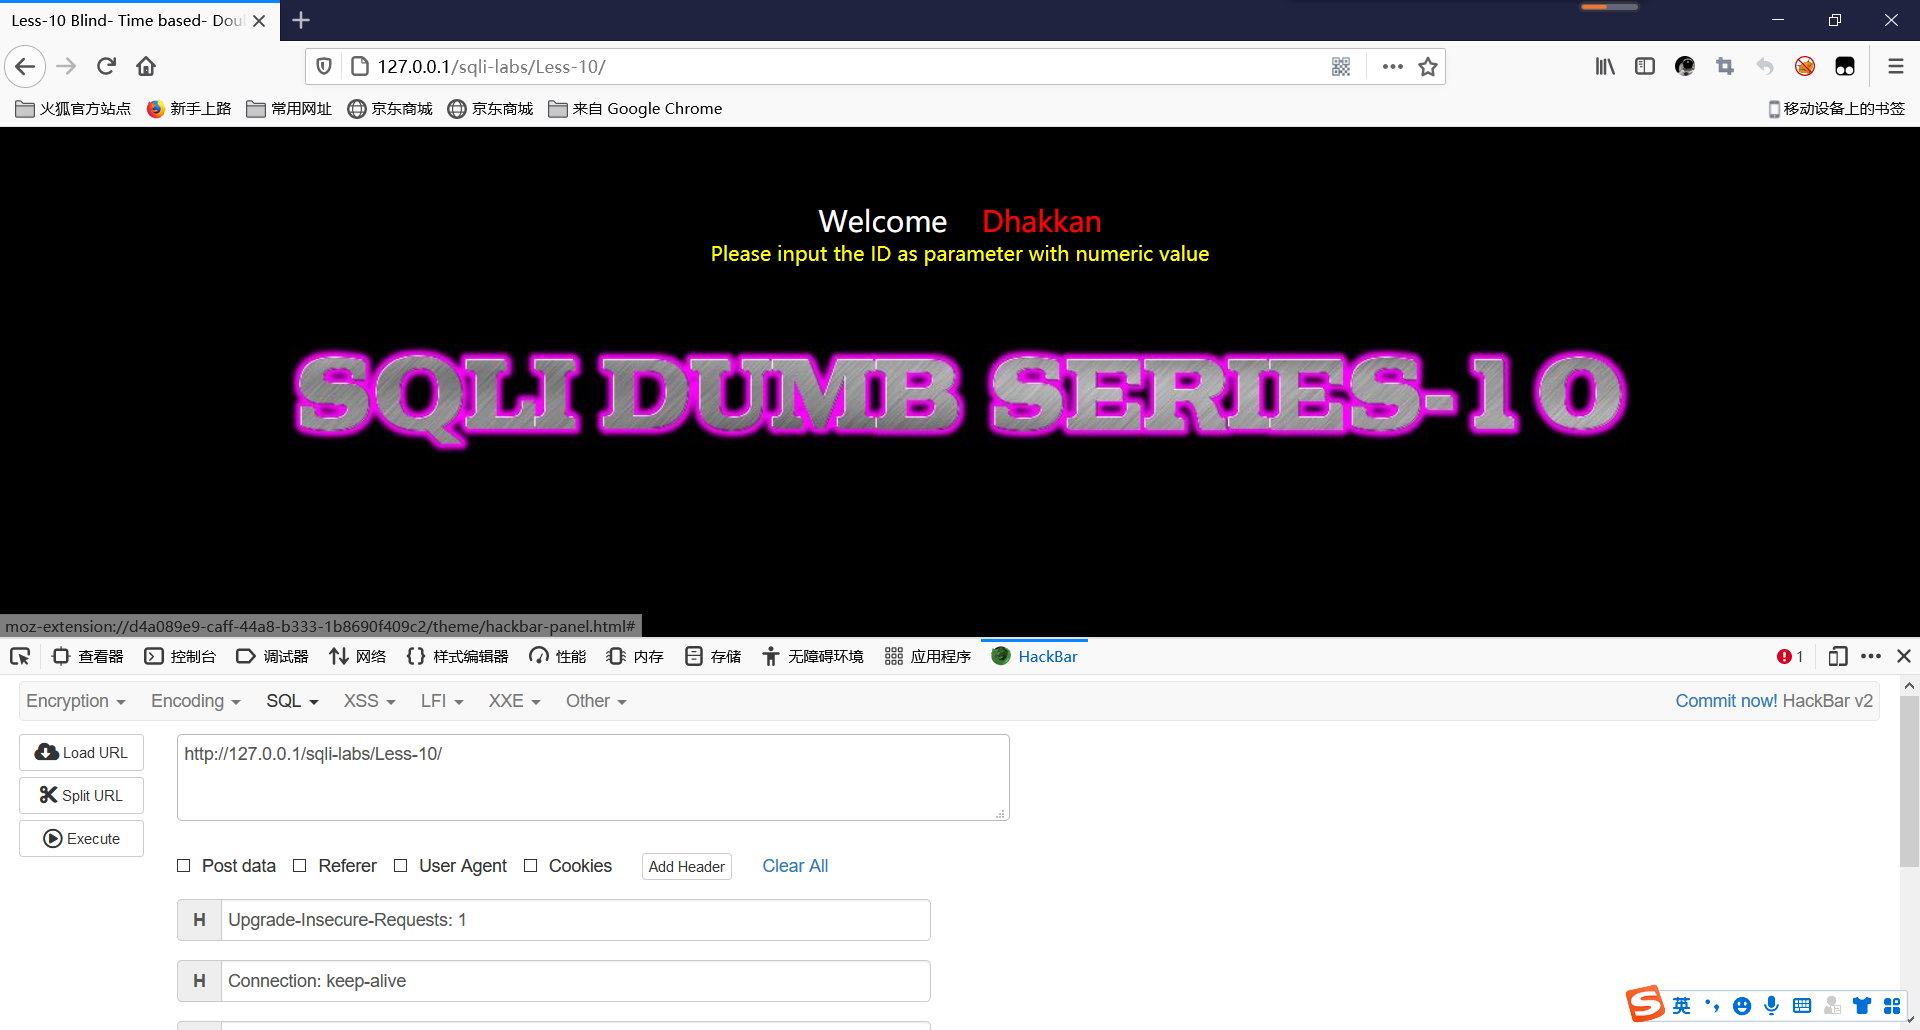 Less-10 Blind- Time based- Dou
127.0.0.1/sqli-labs/Less-10/
火狐官方站点 新手上路 常用网址 京东商城 京东商城 来自 Google Chrome 移动设备上的书签
Welcome Dhakkan
Please input the ID as parameter with numeric value
SQLI DUMB SERIES-10
moz-extension://d4a089e9-caff-44a8-b333-1b8690f409c2/theme/hackbar-panel.html#
查看器 控制台 调试器 网络 样式编辑器 性能 内存 存储 无障碍环境 应用程序 HackBar 1
Encryption Encoding SQL XSS LFI XXE Other Commit now! HackBar v2
Load URL
http://127.0.0.1/sqli-labs/Less-10/
Split URL
Execute
Post data Referer User Agent Cookies Add Header Clear All
H Upgrade-Insecure-Requests: 1
H Connection: keep-alive
S 英